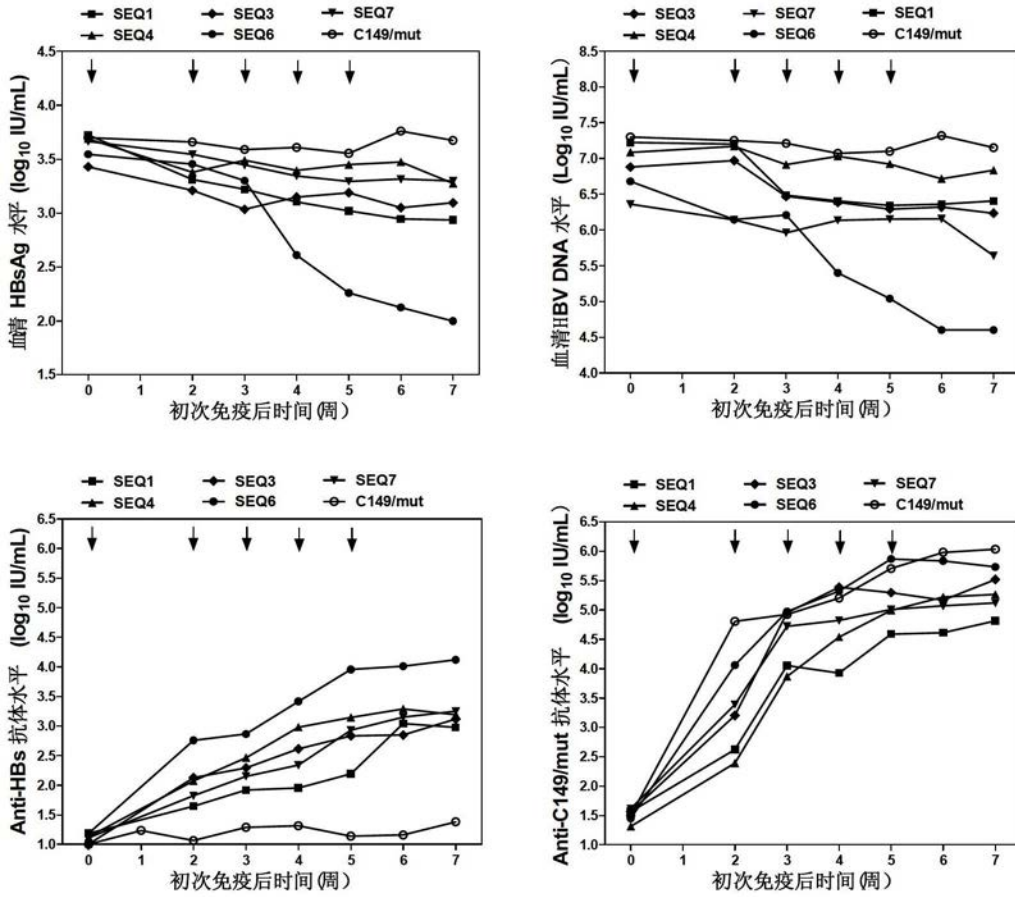 SEQ1 SEQ3 SEQ7
SEQ4 SEQ6 C149/mut
血清 HBsAg 水平 (log10 IU/mL)
4.5
4.0
3.5
3.0
2.5
2.0
1.5
0 1 2 3 4 5 6 7
初次免疫后时间(周)
SEQ3 SEQ7 SEQ1
SEQ4 SEQ6 C149/mut
血清HBV DNA 水平 (Log10 IU/mL)
8.5
8.0
7.5
7.0
6.5
6.0
5.5
5.0
4.5
4.0
0 1 2 3 4 5 6 7
初次免疫后时间(周)
SEQ1 SEQ3 SEQ7
SEQ4 SEQ6 C149/mut
Anti-HBs 抗体水平 (log10 IU/mL)
6.5
6.0
5.5
5.0
4.5
4.0
3.5
3.0
2.5
2.0
1.5
1.0
0 1 2 3 4 5 6 7
初次免疫后时间(周)
SEQ1 SEQ3 SEQ7
SEQ4 SEQ6 C149/mut
Anti-C149/mut 抗体水平 (log10 IU/mL)
6.5
6.0
5.5
5.0
4.5
4.0
3.5
3.0
2.5
2.0
1.5
1.0
0 1 2 3 4 5 6 7
初次免疫后时间(周)